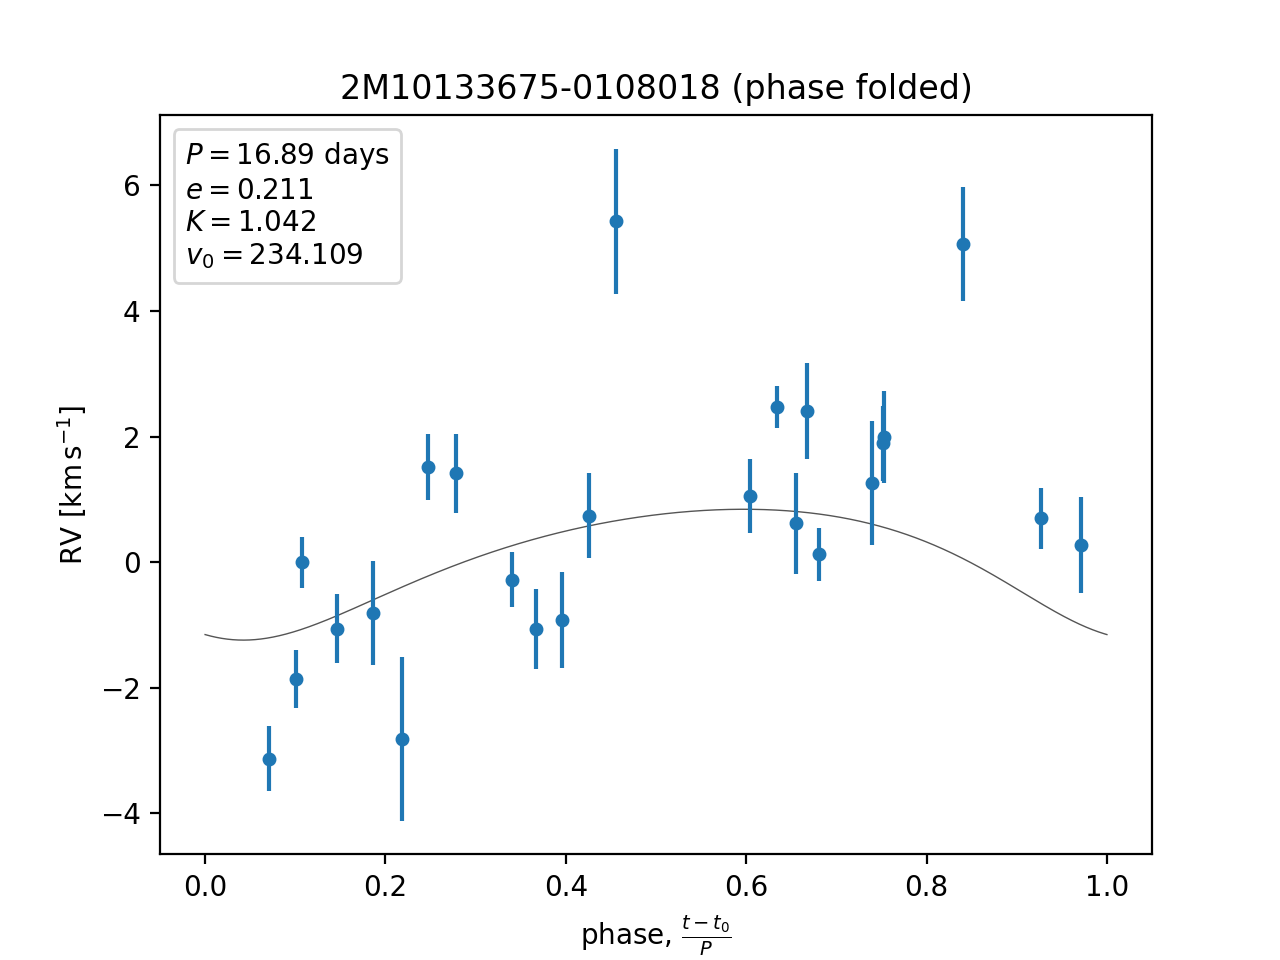 2M10133675-0108018 (phase folded)
P = 16.89 days
e = 0.211
K = 1.042
v₀ = 234.109
6
4
2
0
−2
−4
RV [km s⁻¹]
0.0 0.2 0.4 0.6 0.8 1.0
phase, (t − t₀)/P